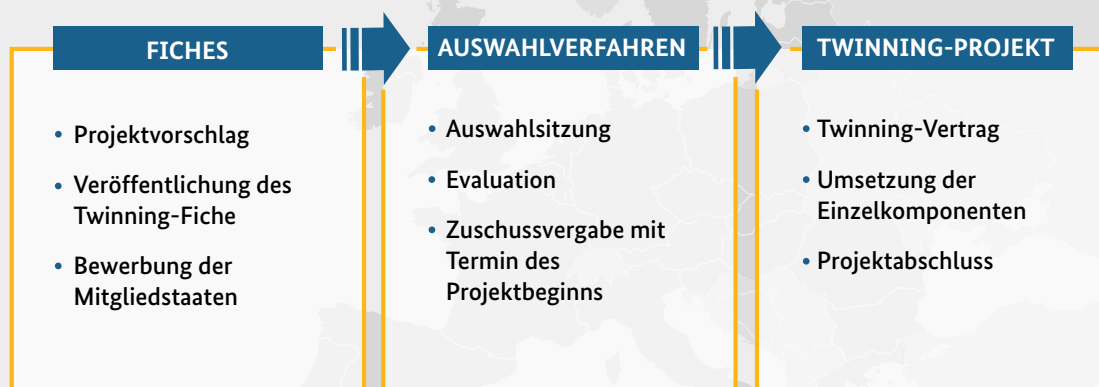 FICHES
• Projektvorschlag
• Veröffentlichung des
Twinning-Fiche
• Bewerbung der
Mitgliedstaaten
AUSWAHLVERFAHREN
• Auswahlsitzung
• Evaluation
• Zuschussvergabe mit
Termin des
Projektbeginns
TWINNING-PROJEKT
• Twinning-Vertrag
• Umsetzung der
Einzelkomponenten
• Projektabschluss